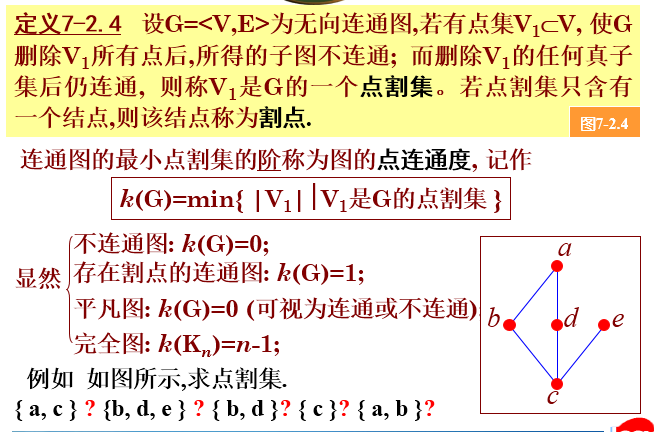 定义7-2.4 设G=<V,E>为无向连通图,若有点集V₁⊂V, 使G
删除V₁所有点后,所得的子图不连通; 而删除V₁的任何真子
集后仍连通, 则称V₁是G的一个点割集。若点割集只含有
一个结点,则该结点称为割点.
图7-2.4
连通图的最小点割集的阶称为图的点连通度, 记作
k(G)=min{ |V₁| |V₁是G的点割集 }
显然
不连通图: k(G)=0;
存在割点的连通图: k(G)=1;
平凡图: k(G)=0 (可视为连通或不连通);
完全图: k(Kₙ)=n-1;
例如 如图所示,求点割集.
{ a, c } ? {b, d, e } ? { b, d }? { c }? { a, b }?
a
b
d
e
c